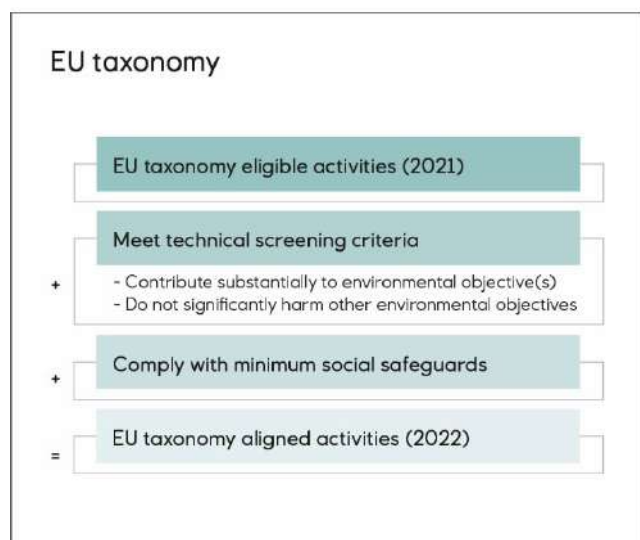 EU taxonomy
EU taxonomy eligible activities (2021)
Meet technical screening criteria
+
- Contribute substantially to environmental objective(s)
- Do not significantly harm other environmental objectives
+
Comply with minimum social safeguards
=
EU taxonomy aligned activities (2022)